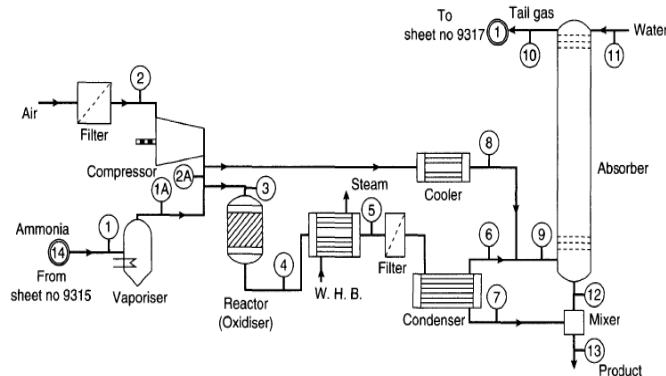 To
sheet no 9317
1
Tail gas
10
11
Water
2
Air
Filter
Compressor
2A
1A
3
Steam
8
Cooler
Absorber
Ammonia
14
From
sheet no 9315
1
Vaporiser
4
Reactor
(Oxidiser)
W. H. B.
5
Filter
6
9
Condenser
7
12
Mixer
13
Product